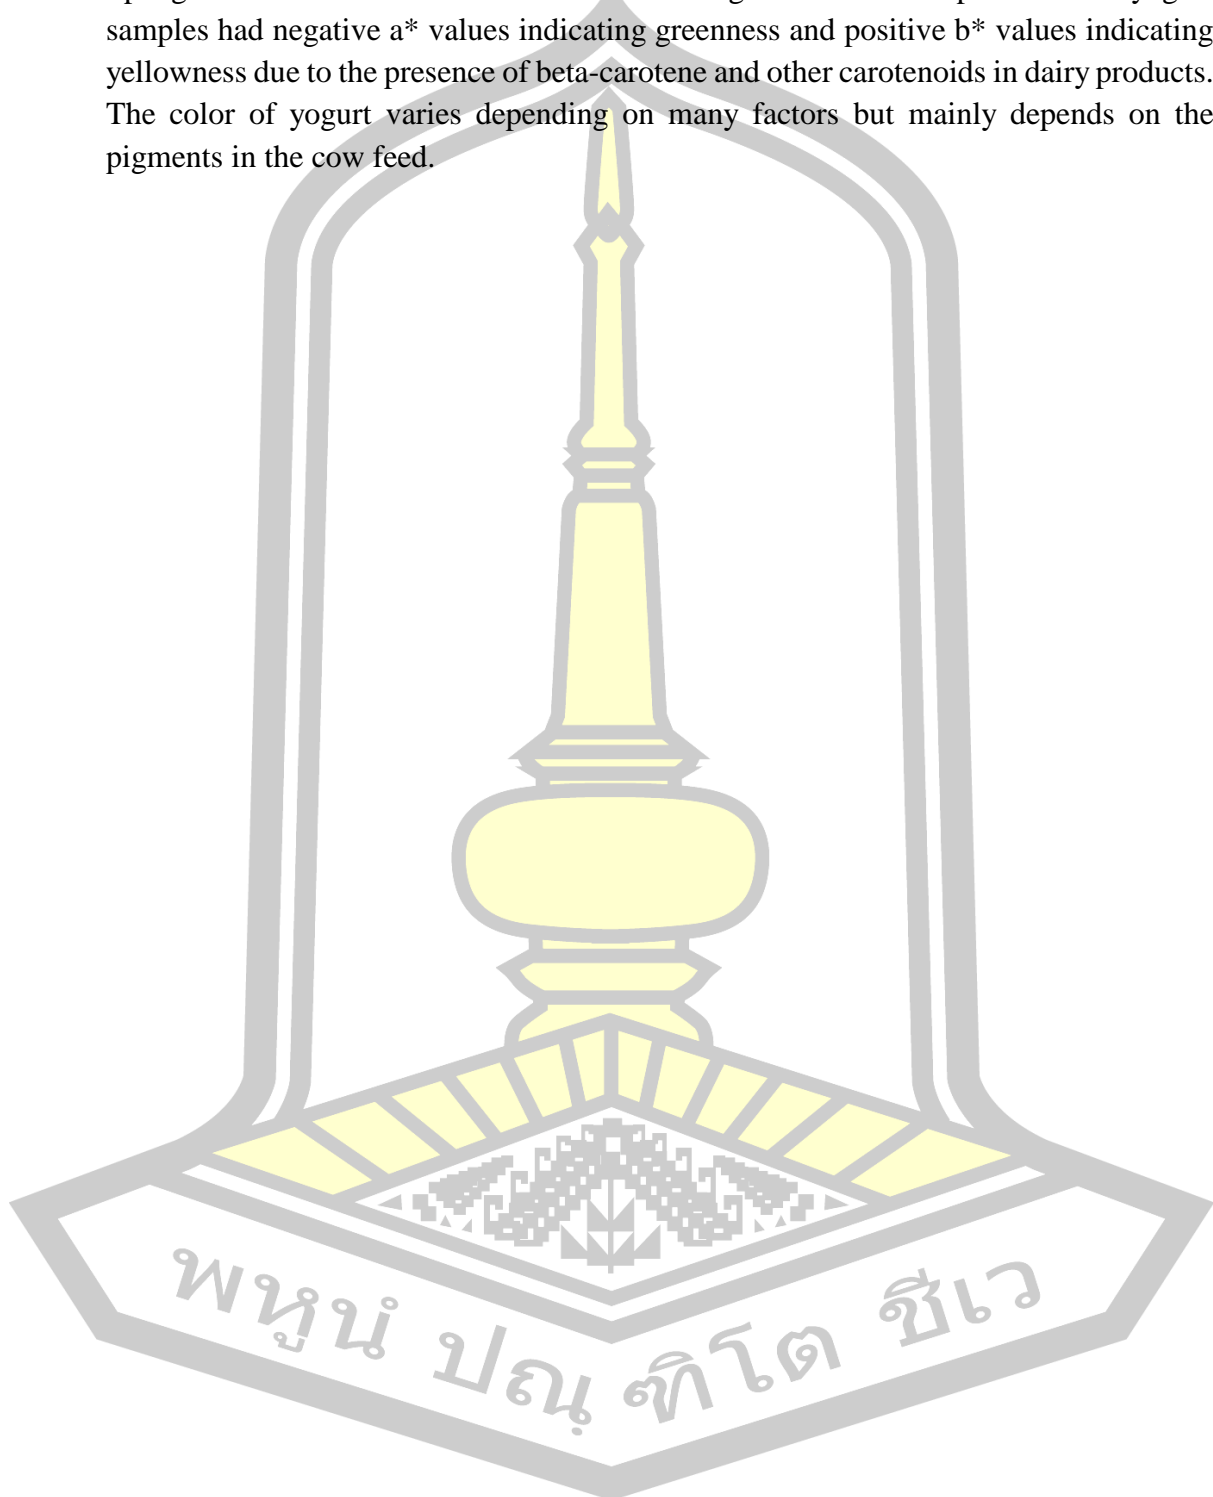 samples had negative a* values indicating greenness and positive b* values indicating
yellowness due to the presence of beta-carotene and other carotenoids in dairy products.
The color of yogurt varies depending on many factors but mainly depends on the
pigments in the cow feed.
พหูนํ ปณฺฑิโต ชีเว